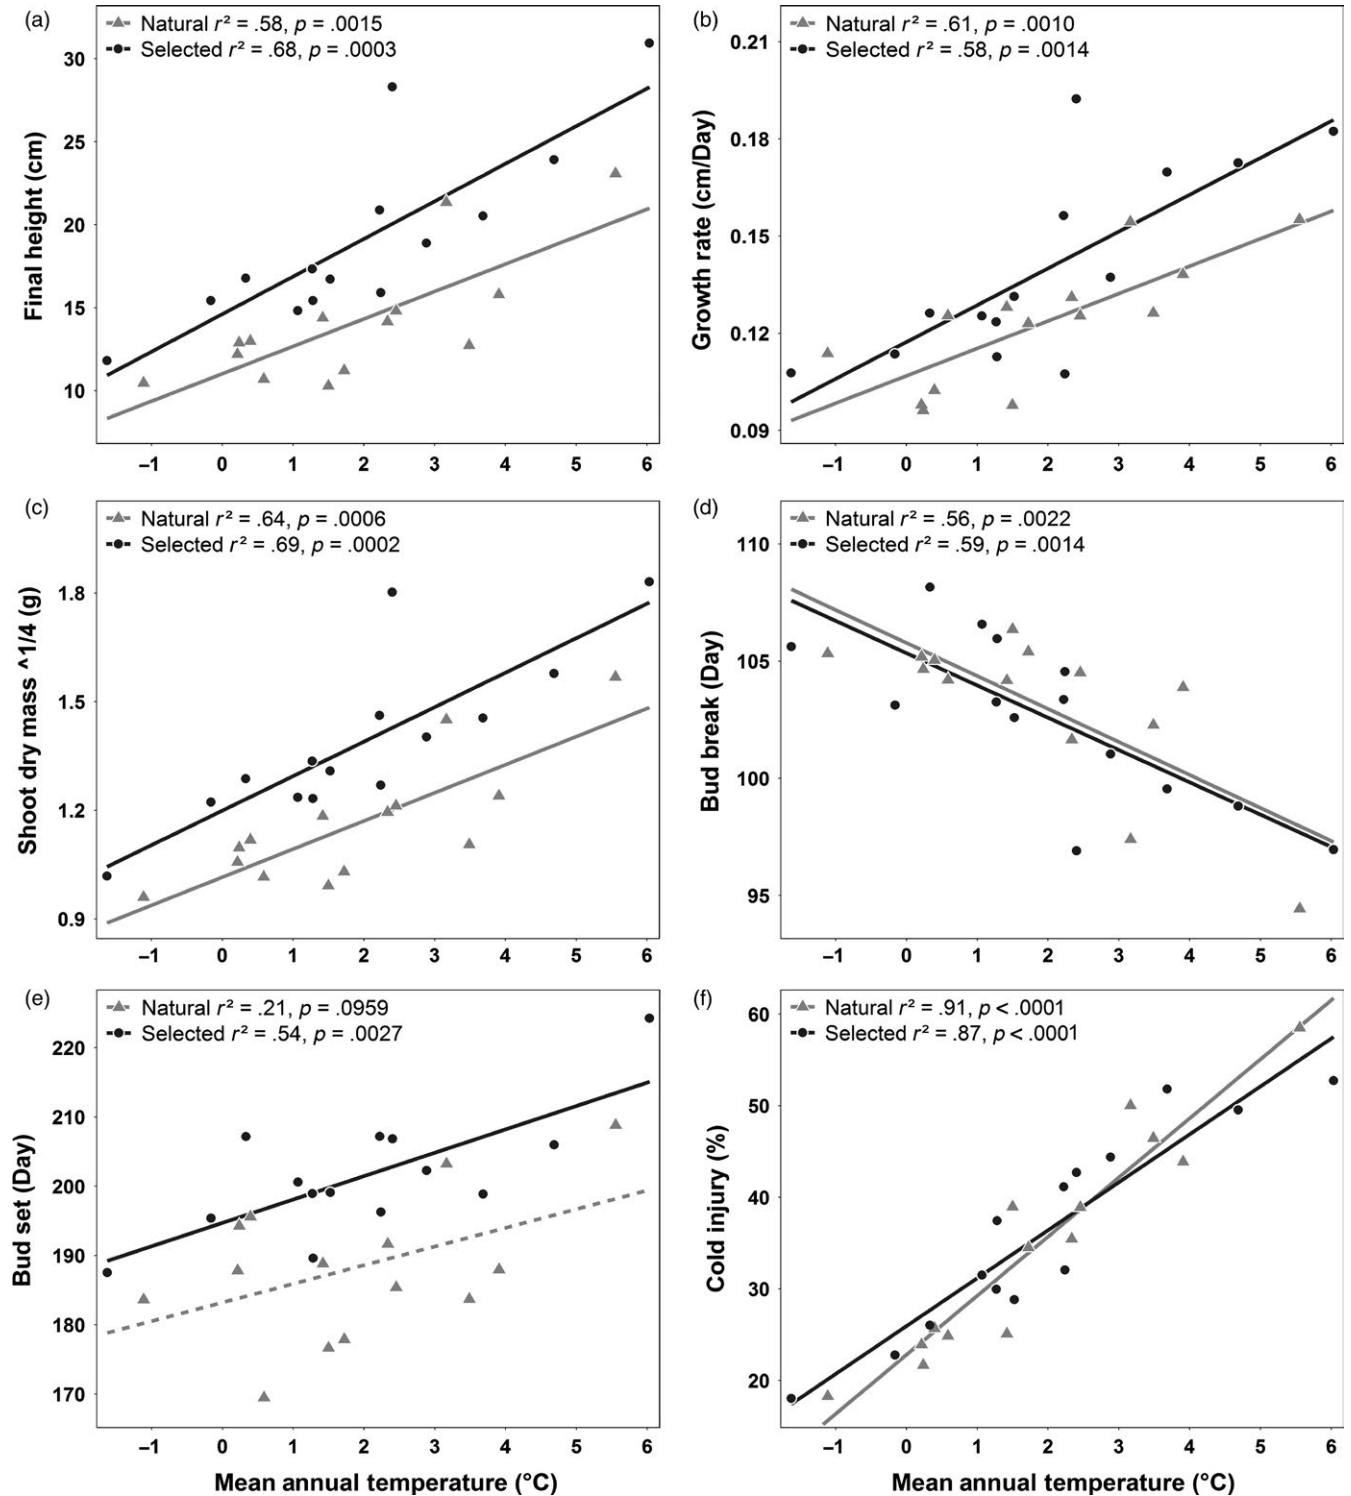 (a)
Natural r² = .58, p = .0015
Selected r² = .68, p = .0003
Final height (cm)
30
25
20
15
10
–1 0 1 2 3 4 5 6
(b)
Natural r² = .61, p = .0010
Selected r² = .58, p = .0014
Growth rate (cm/Day)
0.21
0.18
0.15
0.12
0.09
–1 0 1 2 3 4 5 6
(c)
Natural r² = .64, p = .0006
Selected r² = .69, p = .0002
Shoot dry mass ^1/4 (g)
1.8
1.5
1.2
0.9
–1 0 1 2 3 4 5 6
(d)
Natural r² = .56, p = .0022
Selected r² = .59, p = .0014
Bud break (Day)
110
105
100
95
–1 0 1 2 3 4 5 6
(e)
Natural r² = .21, p = .0959
Selected r² = .54, p = .0027
Bud set (Day)
220
210
200
190
180
170
–1 0 1 2 3 4 5 6
Mean annual temperature (°C)
(f)
Natural r² = .91, p < .0001
Selected r² = .87, p < .0001
Cold injury (%)
60
50
40
30
20
–1 0 1 2 3 4 5 6
Mean annual temperature (°C)